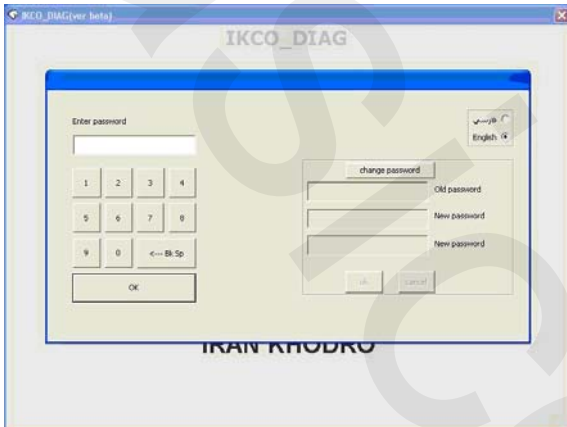 IKCO_DIAG(ver beta)
IKCO_DIAG
Enter password
فارسي
English
change password
1 2 3 4
Old password
5 6 7 8
New password
9 0 <--- Bk Sp
New password
OK
ok cancel
IRAN KHODRO